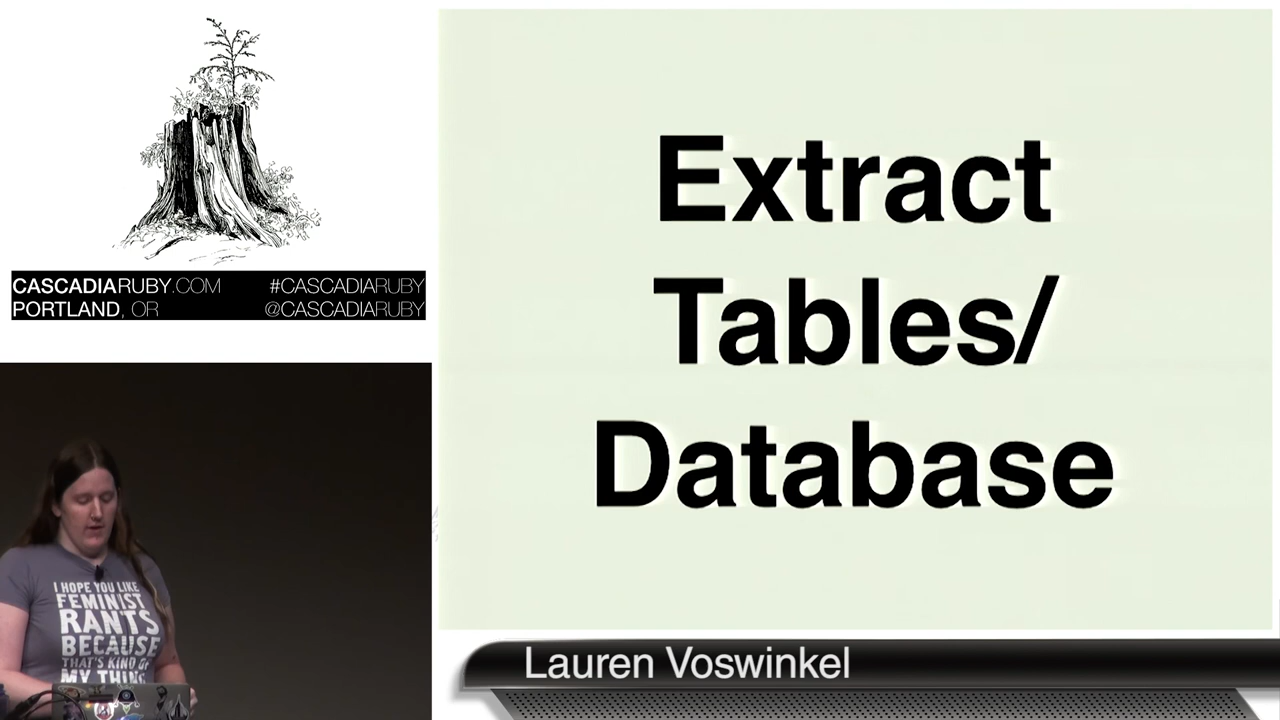 CASCADIARUBY.COM #CASCADIARUBY
PORTLAND, OR @CASCADIARUBY
Extract
Tables/
Database
I HOPE YOU LIKE
FEMINIST
RANTS
BECAUSE
THAT'S KIND OF
MY THING
Lauren Voswinkel